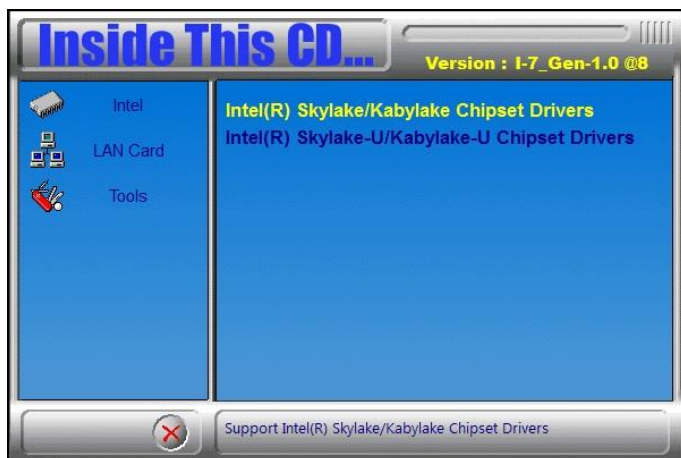 Inside This CD...
Version : I-7_Gen-1.0 @8
Intel
LAN Card
Tools
Intel(R) Skylake/Kabylake Chipset Drivers
Intel(R) Skylake-U/Kabylake-U Chipset Drivers
Support Intel(R) Skylake/Kabylake Chipset Drivers